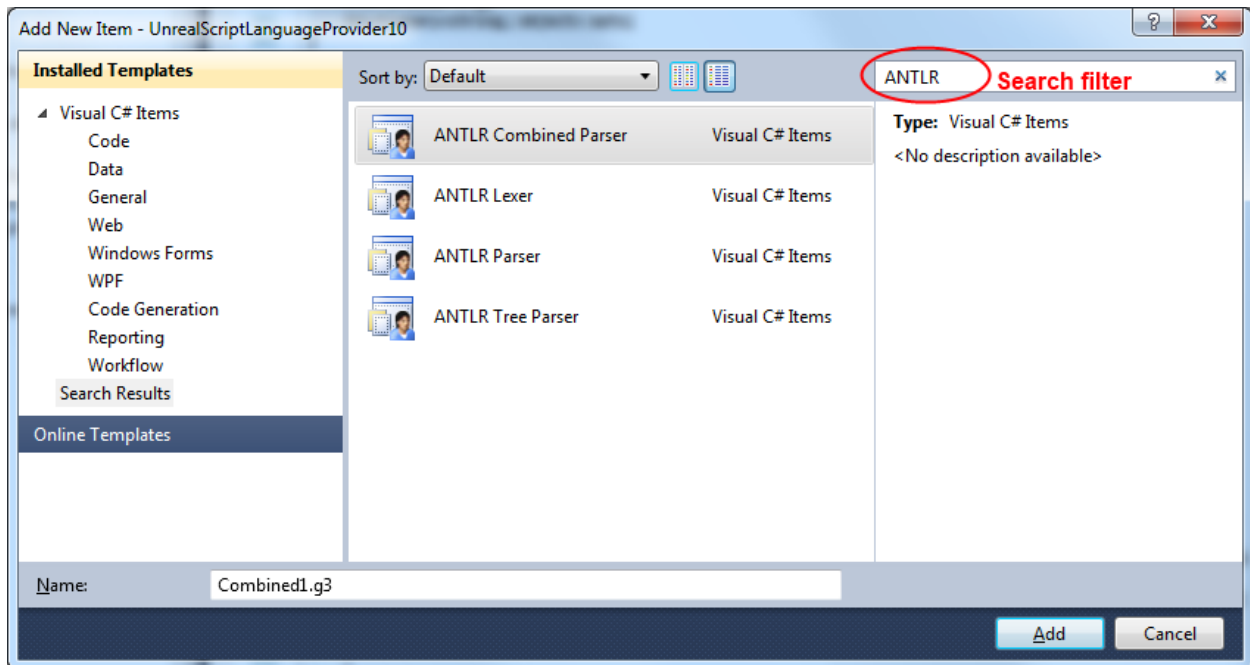 Add New Item - UnrealScriptLanguageProvider10
Installed Templates
Visual C# Items
Code
Data
General
Web
Windows Forms
WPF
Code Generation
Reporting
Workflow
Search Results
Online Templates
Sort by: Default
ANTLR Combined Parser Visual C# Items
ANTLR Lexer Visual C# Items
ANTLR Parser Visual C# Items
ANTLR Tree Parser Visual C# Items
ANTLR Search filter
Type: Visual C# Items
<No description available>
Name: Combined1.g3
Add Cancel